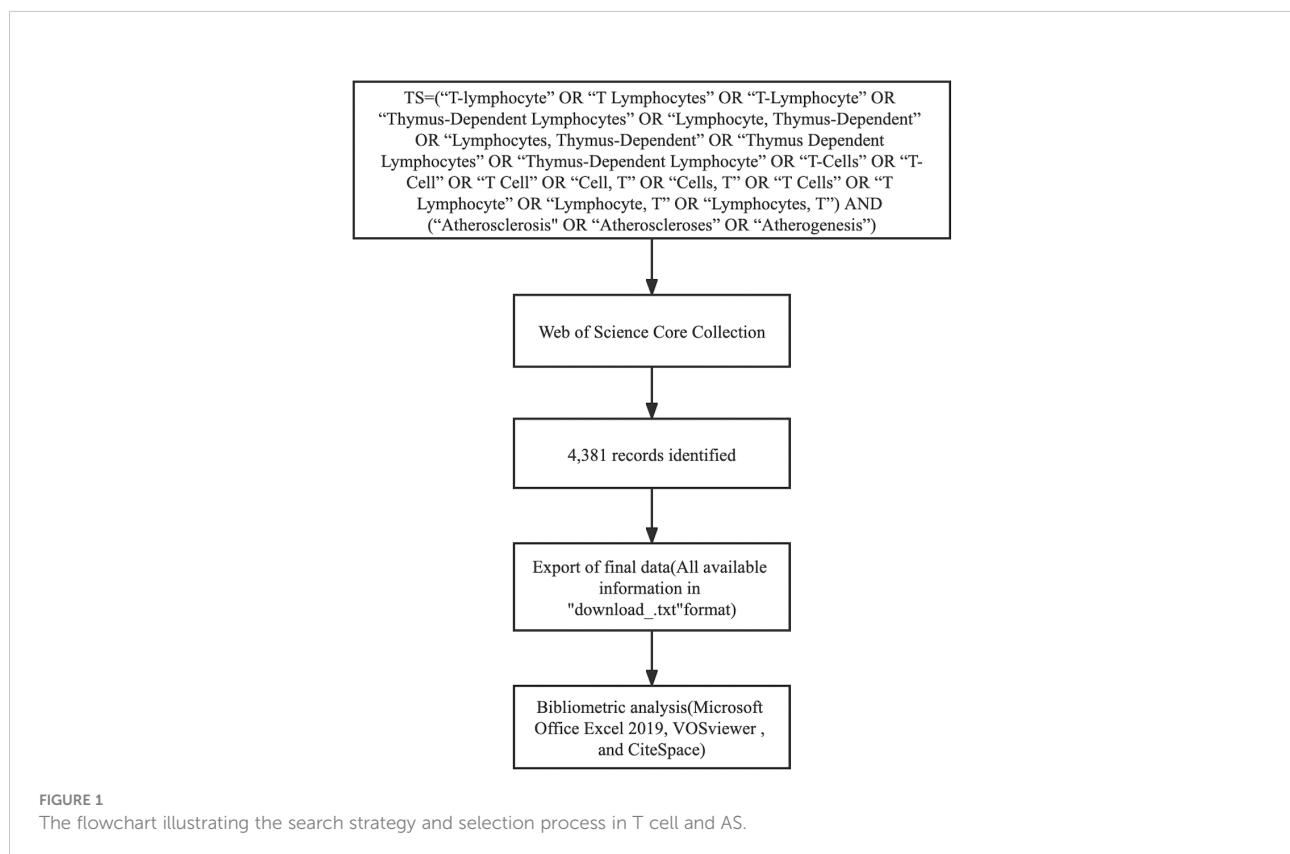 TS=(“T-lymphocyte” OR “T Lymphocytes” OR “T-Lymphocyte” OR
“Thymus-Dependent Lymphocytes” OR “Lymphocyte, Thymus-Dependent”
OR “Lymphocytes, Thymus-Dependent” OR “Thymus Dependent
Lymphocytes” OR “Thymus-Dependent Lymphocyte” OR “T-Cells” OR “T-
Cell” OR “T Cell” OR “Cell, T” OR “Cells, T” OR “T Cells” OR “T
Lymphocyte” OR “Lymphocyte, T” OR “Lymphocytes, T”) AND
(“Atherosclerosis" OR “Atheroscleroses” OR “Atherogenesis”)
Web of Science Core Collection
4,381 records identified
Export of final data(All available
information in
"download_.txt"format)
Bibliometric analysis(Microsoft
Office Excel 2019, VOSviewer ,
and CiteSpace)
FIGURE 1
The flowchart illustrating the search strategy and selection process in T cell and AS.